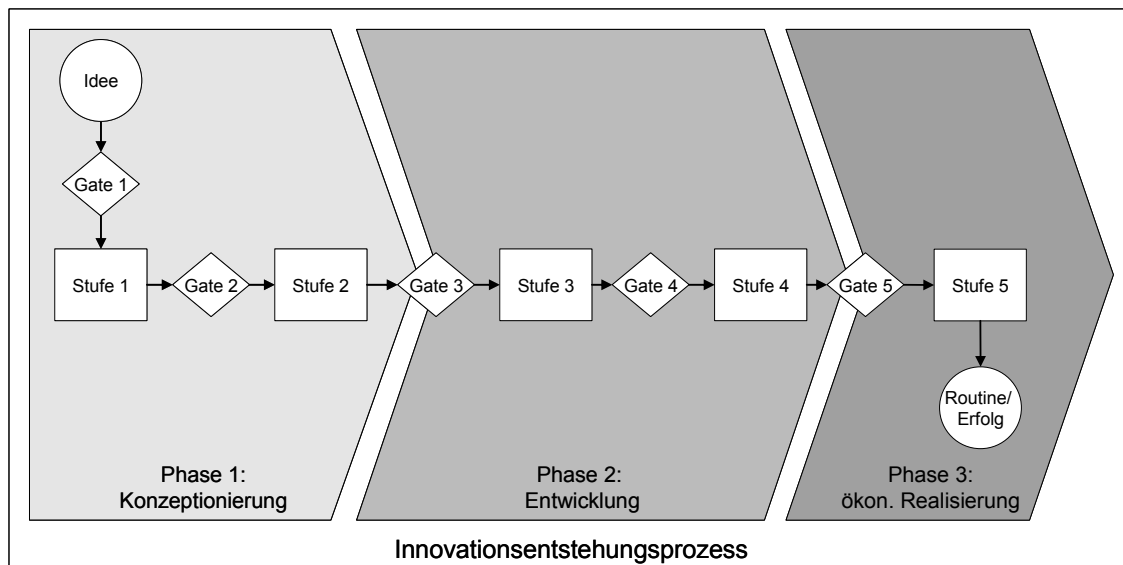 Idee
Gate 1
Stufe 1
Gate 2
Stufe 2
Gate 3
Stufe 3
Gate 4
Stufe 4
Gate 5
Stufe 5
Routine/
Erfolg
Phase 1:
Konzeptionierung
Phase 2:
Entwicklung
Phase 3:
ökon. Realisierung
Innovationsentstehungsprozess